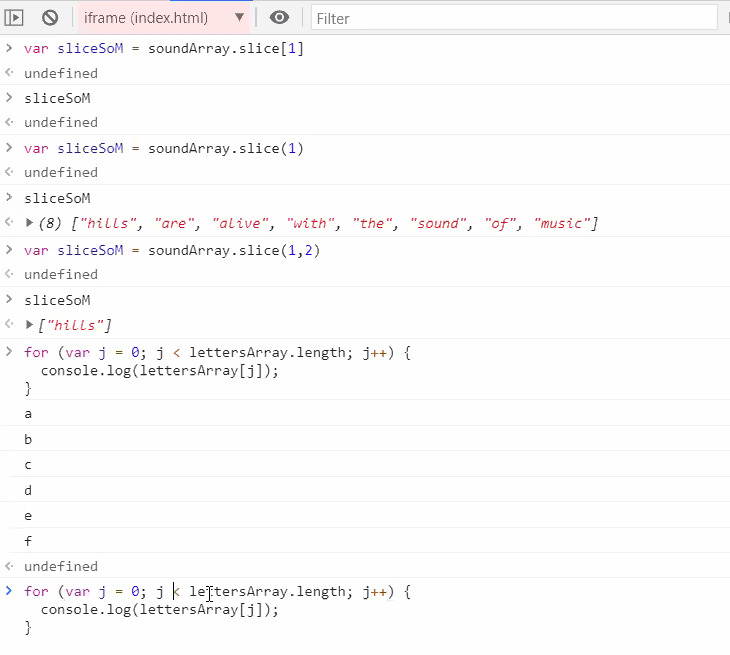 iframe (index.html) ▼ Filter
> var sliceSoM = soundArray.slice[1]
undefined
> sliceSoM
undefined
> var sliceSoM = soundArray.slice(1)
undefined
> sliceSoM
(8) ["hills", "are", "alive", "with", "the", "sound", "of", "music"]
> var sliceSoM = soundArray.slice(1,2)
undefined
> sliceSoM
["hills"]
> for (var j = 0; j < lettersArray.length; j++) {
console.log(lettersArray[j]);
}
a
b
c
d
e
f
undefined
> for (var j = 0; j < lettersArray.length; j++) {
console.log(lettersArray[j]);
}